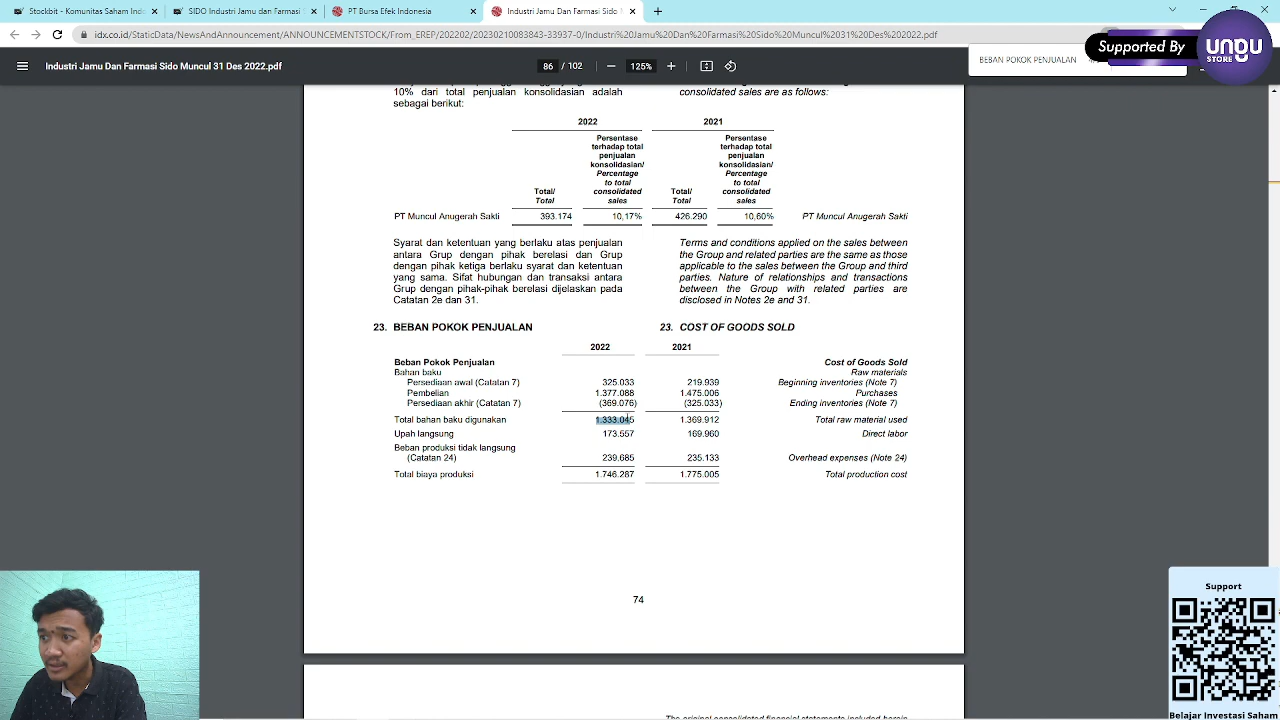 Stockbit - Komunitas Saham Indo
SIDO Industri Jamu dan Farmasi
PT Bursa Efek Indonesia
Industri Jamu Dan Farmasi Sido
idx.co.id/StaticData/NewsAndAnnouncement/ANNOUNCEMENTSTOCK/From_EREP/202302/20230210083843-33937-0/Industri%20Jamu%20Dan%20Farmasi%20Sido%20Muncul%2031%20Des%202022.pdf
Supported By
UNDU
STORE
Industri Jamu Dan Farmasi Sido Muncul 31 Des 2022.pdf
86 / 102
125%
BEBAN POKOK PENJUALAN
10% dari total penjualan konsolidasian adalah
sebagai berikut:
consolidated sales are as follows:
2022
2021
Persentase
terhadap total
penjualan
konsolidasian/
Percentage
to total
consolidated
sales
Persentase
terhadap total
penjualan
konsolidasian/
Percentage
to total
consolidated
sales
Total/
Total
Total/
Total
PT Muncul Anugerah Sakti 393.174 10,17% 426.290 10,60% PT Muncul Anugerah Sakti
Syarat dan ketentuan yang berlaku atas penjualan
antara Grup dengan pihak berelasi dan Grup
dengan pihak ketiga berlaku syarat dan ketentuan
yang sama. Sifat hubungan dan transaksi antara
Grup dengan pihak-pihak berelasi dijelaskan pada
Catatan 2e dan 31.
Terms and conditions applied on the sales between
the Group and related parties are the same as those
applicable to the sales between the Group and third
parties. Nature of relationships and transactions
between the Group with related parties are
disclosed in Notes 2e and 31.
23. BEBAN POKOK PENJUALAN
23. COST OF GOODS SOLD
2022 2021
Beban Pokok Penjualan Cost of Goods Sold
Bahan baku Raw materials
Persediaan awal (Catatan 7) 325.033 219.939 Beginning inventories (Note 7)
Pembelian 1.377.088 1.475.006 Purchases
Persediaan akhir (Catatan 7) (369.076) (325.033) Ending inventories (Note 7)
Total bahan baku digunakan 1.333.045 1.369.912 Total raw material used
Upah langsung 173.557 169.960 Direct labor
Beban produksi tidak langsung
(Catatan 24) 239.685 235.133 Overhead expenses (Note 24)
Total biaya produksi 1.746.287 1.775.005 Total production cost
74
The original consolidated financial statements included herein
Support
Belajar Investasi Saham